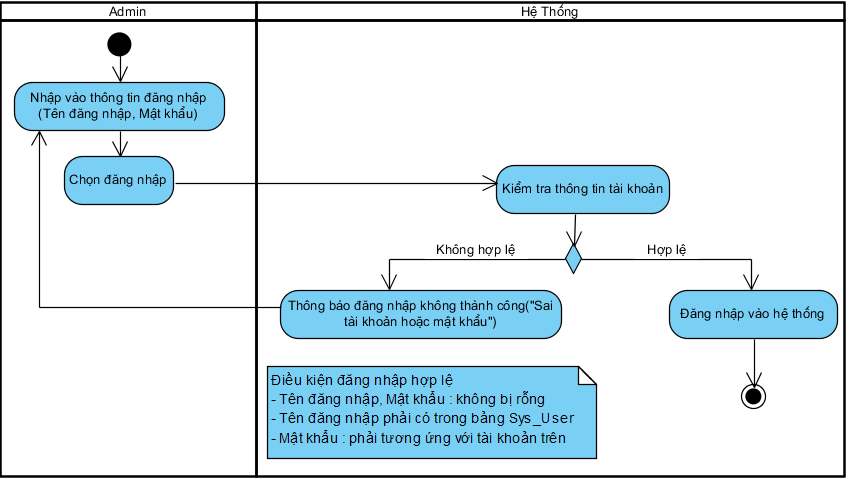 Admin
Hệ Thống
Nhập vào thông tin đăng nhập
(Tên đăng nhập, Mật khẩu)
Chọn đăng nhập
Kiểm tra thông tin tài khoản
Không hợp lệ
Hợp lệ
Thông báo đăng nhập không thành công("Sai
tài khoản hoặc mật khẩu")
Đăng nhập vào hệ thống
Điều kiện đăng nhập hợp lệ
- Tên đăng nhập, Mật khẩu : không bị rỗng
- Tên đăng nhập phải có trong bảng Sys_User
- Mật khẩu : phải tương ứng với tài khoản trên